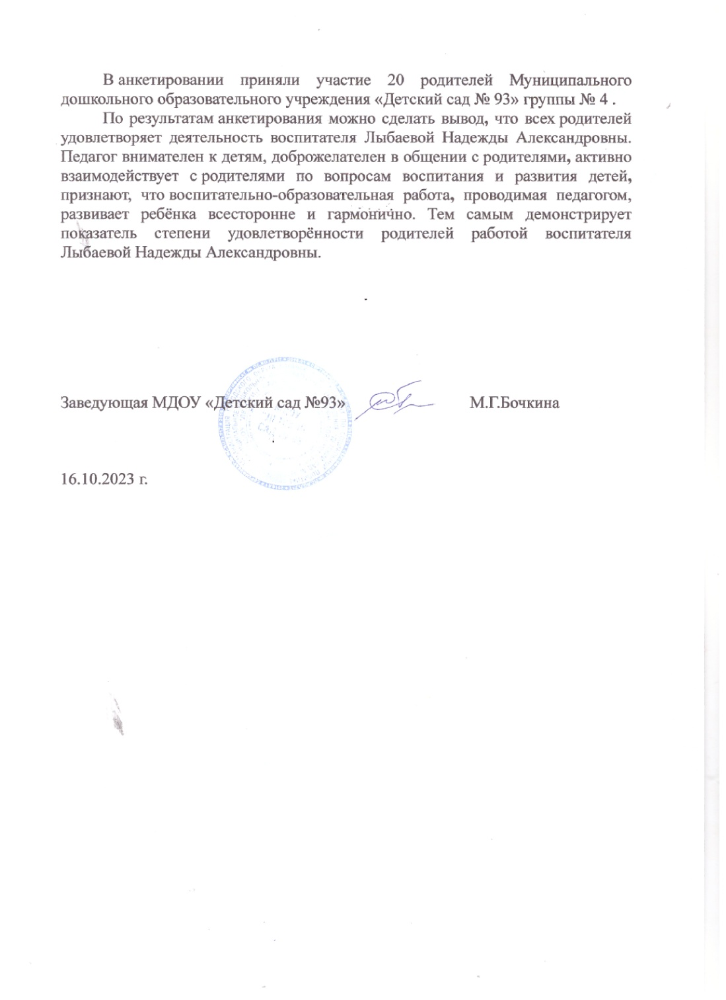 В анкетировании приняли участие 20 родителей Муниципального
дошкольного образовательного учреждения «Детский сад № 93» группы № 4 .
По результатам анкетирования можно сделать вывод, что всех родителей
удовлетворяет деятельность воспитателя Лыбаевой Надежды Александровны.
Педагог внимателен к детям, доброжелателен в общении с родителями, активно
взаимодействует с родителями по вопросам воспитания и развития детей,
признают, что воспитательно-образовательная работа, проводимая педагогом,
развивает ребёнка всесторонне и гармонично. Тем самым демонстрирует
показатель степени удовлетворённости родителей работой воспитателя
Лыбаевой Надежды Александровны.
Заведующая МДОУ «Детский сад №93» М.Г.Бочкина
16.10.2023 г.